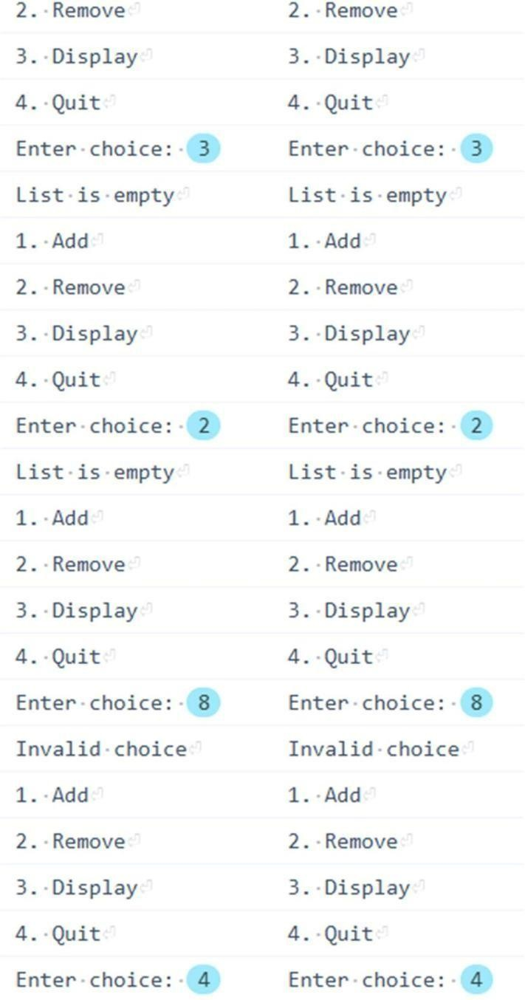 2. Remove
3. Display
4. Quit
Enter choice: 3
List is empty
1. Add
2. Remove
3. Display
4. Quit
Enter choice: 2
List is empty
1. Add
2. Remove
3. Display
4. Quit
Enter choice: 8
Invalid choice
1. Add
2. Remove
3. Display
4. Quit
Enter choice: 4
2. Remove
3. Display
4. Quit
Enter choice: 3
List is empty
1. Add
2. Remove
3. Display
4. Quit
Enter choice: 2
List is empty
1. Add
2. Remove
3. Display
4. Quit
Enter choice: 8
Invalid choice
1. Add
2. Remove
3. Display
4. Quit
Enter choice: 4